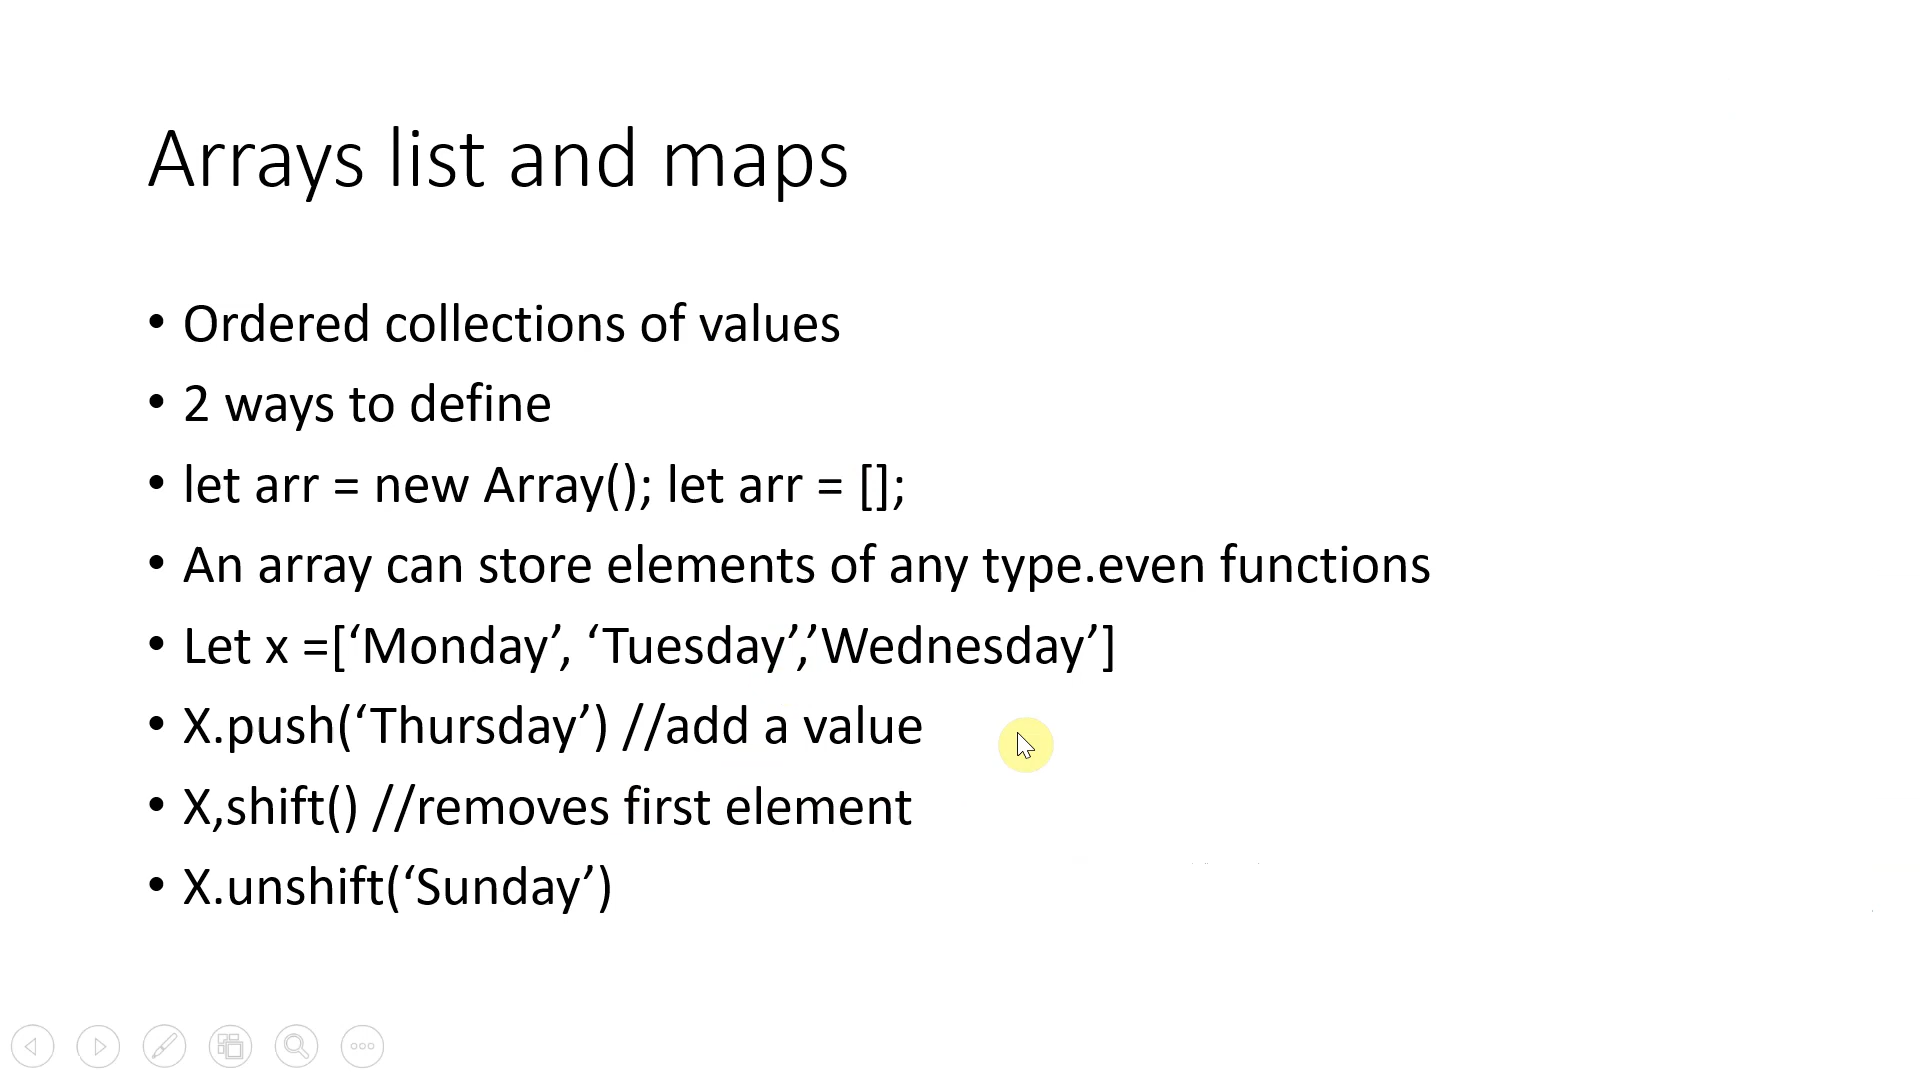 Arrays list and maps
• Ordered collections of values
• 2 ways to define
• let arr = new Array(); let arr = [];
• An array can store elements of any type.even functions
• Let x =[‘Monday’, ‘Tuesday’,’Wednesday’]
• X.push(‘Thursday’) //add a value
• X,shift() //removes first element
• X.unshift(‘Sunday’)